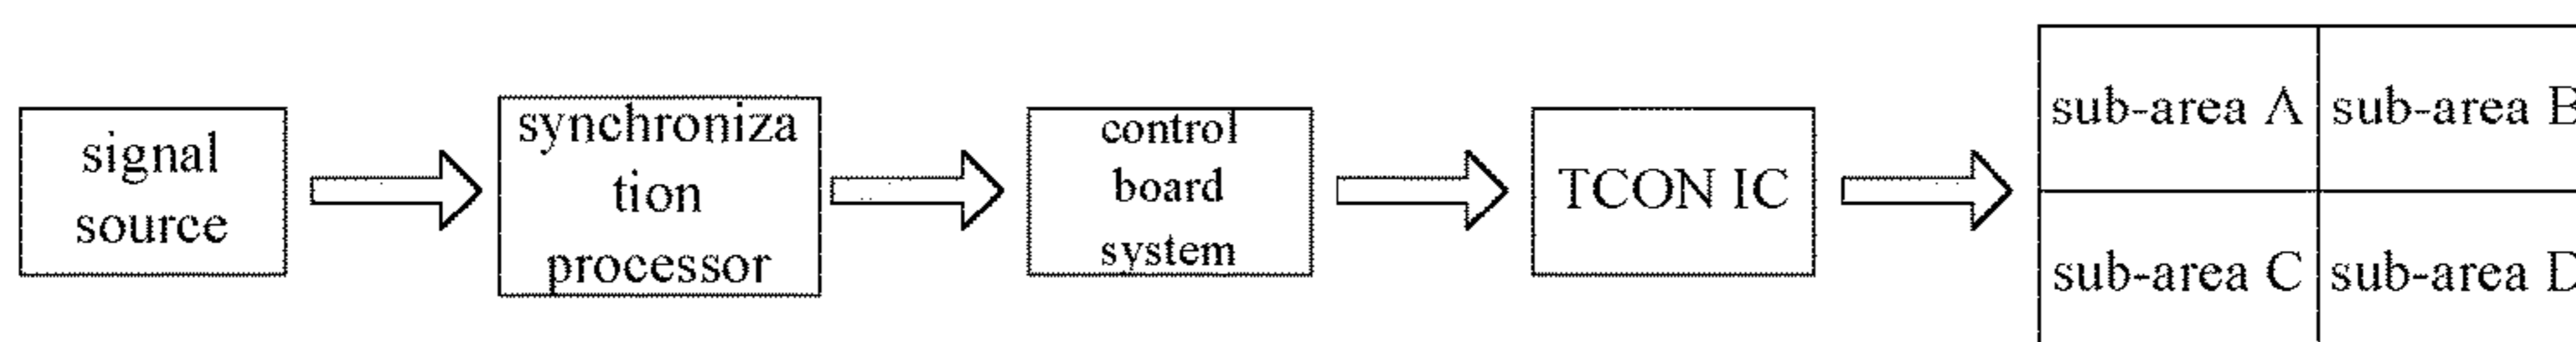 signal
source
synchroniza
tion
processor
control
board
system
TCON IC
sub-area A
sub-area B
sub-area C
sub-area D